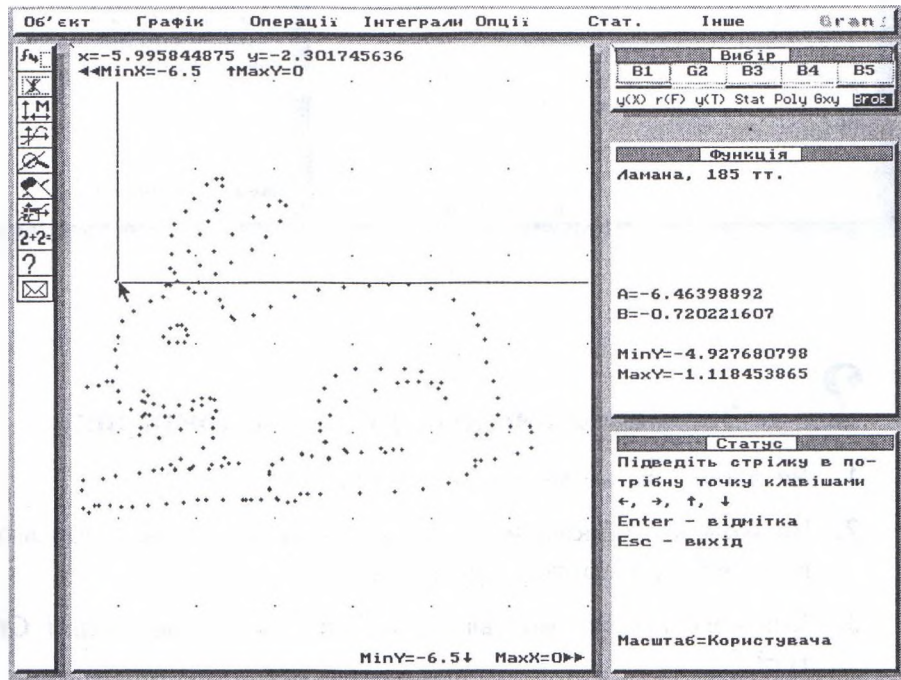 Об'єкт Графік Операції Інтеграли Опції Стат. Інше Gran1
x=-5.995844875 y=-2.301745636
◄◄MinX=-6.5 ↑MaxY=0
2+2=
?
MinY=-6.5↓ MaxX=0►►
Вибір
B1 G2 B3 B4 B5
y(X) r(F) y(T) Stat Poly Gxy Brok
Функція
Ламана, 185 тт.
A=-6.46398892
B=-0.720221607
MinY=-4.927680798
MaxY=-1.118453865
Статус
Підведіть стрілку в по-
трібну точку клавішами
←, →, ↑, ↓
Enter - відмітка
Esc - вихід
Масштаб=Користувача